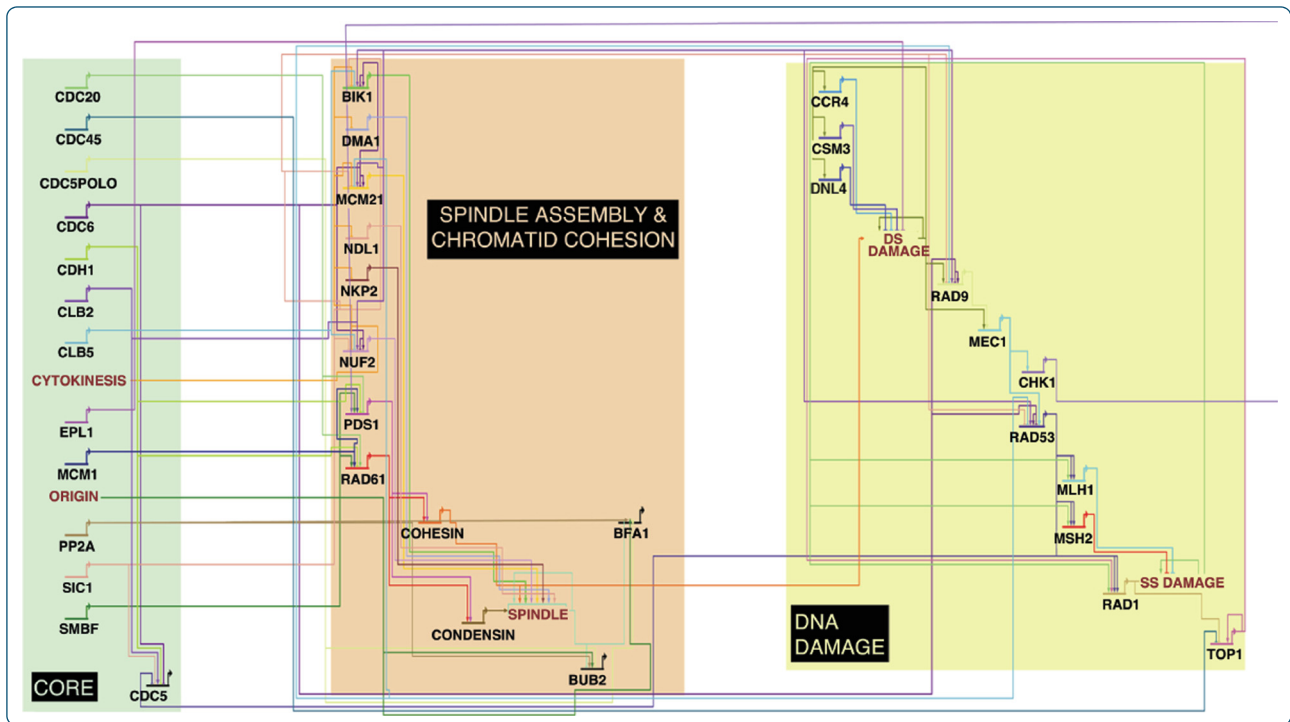 CDC20
CDC45
CDC5POLO
CDC6
CDH1
CLB2
CLB5
CYTOKINESIS
EPL1
MCM1
ORIGIN
PP2A
SIC1
SMBF
CDC5
CORE
BIK1
DMA1
MCM21
NDL1
NKP2
NUF2
PDS1
RAD61
COHESIN
BFA1
SPINDLE
CONDENSIN
BUB2
SPINDLE ASSEMBLY &
CHROMATID COHESION
CCR4
CSM3
DNL4
DS
DAMAGE
RAD9
MEC1
CHK1
RAD53
MLH1
MSH2
SS DAMAGE
RAD1
TOP1
DNA
DAMAGE